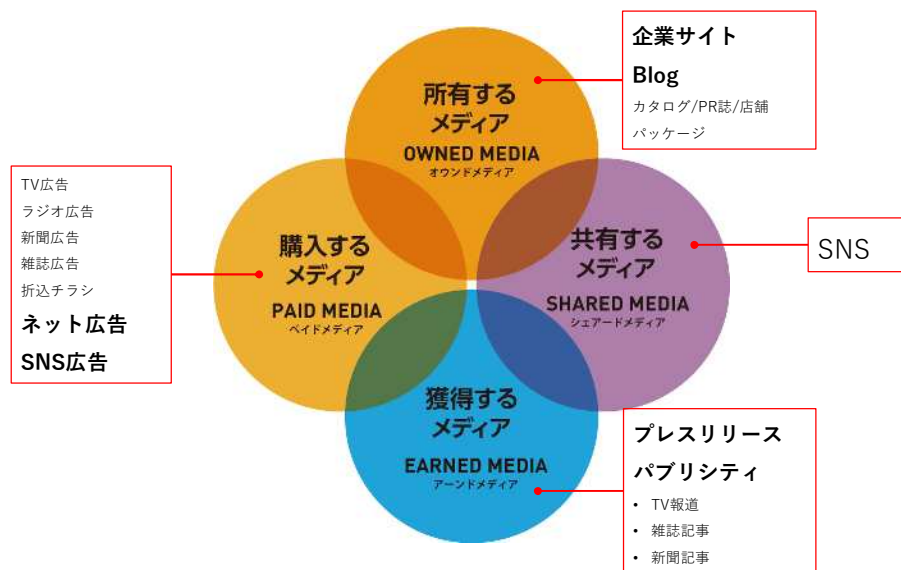 企業サイト
Blog
カタログ/PR誌/店舗
パッケージ
所有する
メディア
OWNED MEDIA
オウンドメディア
TV広告
ラジオ広告
新聞広告
雑誌広告
折込チラシ
ネット広告
SNS広告
購入する
メディア
PAID MEDIA
ペイドメディア
共有する
メディア
SHARED MEDIA
シェアードメディア
SNS
獲得する
メディア
EARNED MEDIA
アーンドメディア
プレスリリース
パブリシティ
• TV報道
• 雑誌記事
• 新聞記事